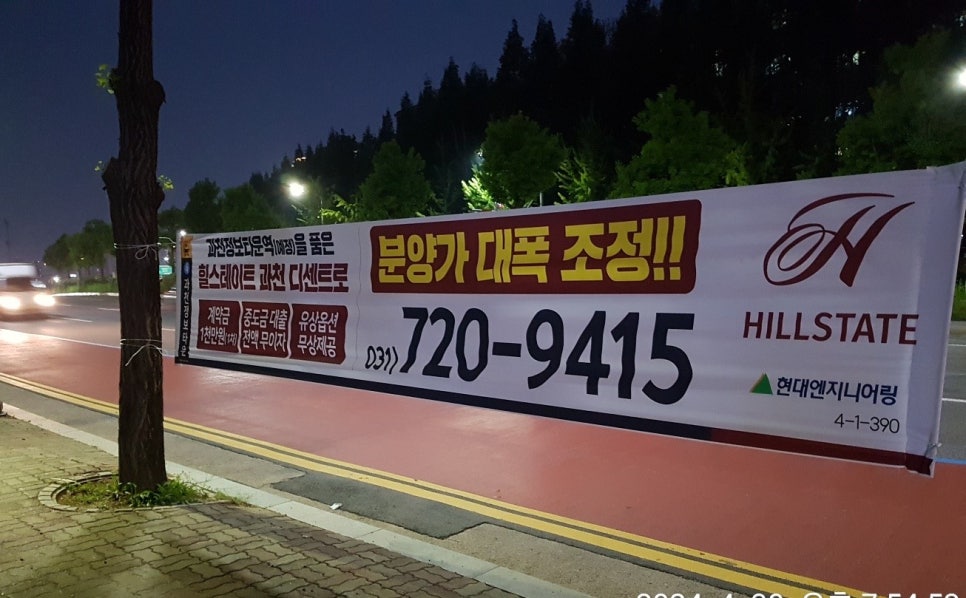 과천정보타운역(예정)을 품은
힐스테이트 과천 디센트로
계약금
1천만원(1차)
중도금 대출
전액 무이자
유상옵션
무상제공
분양가 대폭 조정!!
031) 720-9415
H
HILLSTATE
현대엔지니어링
4-1-390